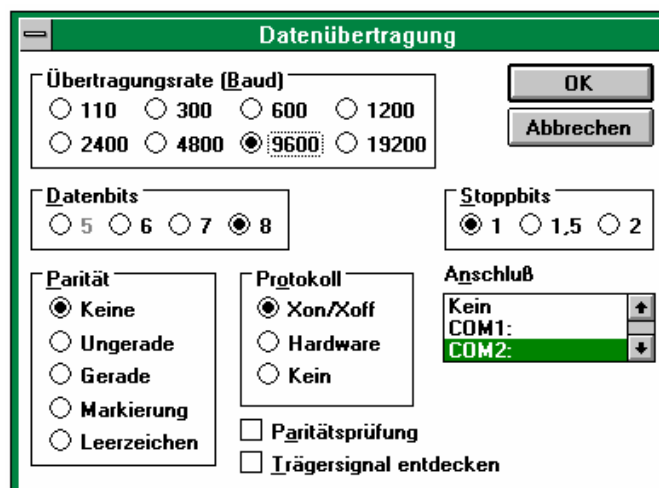 Datenübertragung
Übertragungsrate (Baud)
110 300 600 1200
2400 4800 9600 19200
OK
Abbrechen
Datenbits
5 6 7 8
Stoppbits
1 1,5 2
Parität
Keine
Ungerade
Gerade
Markierung
Leerzeichen
Protokoll
Xon/Xoff
Hardware
Kein
Anschluß
Kein
COM1:
COM2:
Paritätsprüfung
Trägersignal entdecken